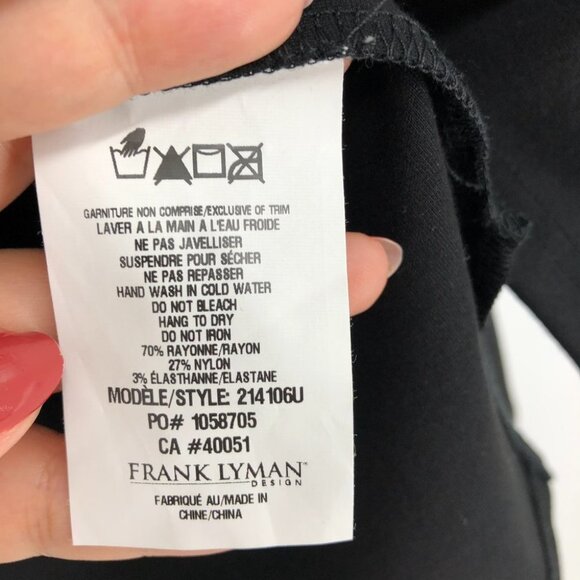 GARNITURE NON COMPRISE/EXCLUSIVE OF TRIM
LAVER A LA MAIN A L'EAU FROIDE
NE PAS JAVELLISER
SUSPENDRE POUR SÉCHER
NE PAS REPASSER
HAND WASH IN COLD WATER
DO NOT BLEACH
HANG TO DRY
DO NOT IRON
70% RAYONNE/RAYON
27% NYLON
3% ÉLASTHANNE/ELASTANE
MODÈLE/STYLE: 214106U
PO# 1058705
CA #40051
FRANK LYMAN™
DESIGN
FABRIQUÉ AU/MADE IN
CHINE/CHINA